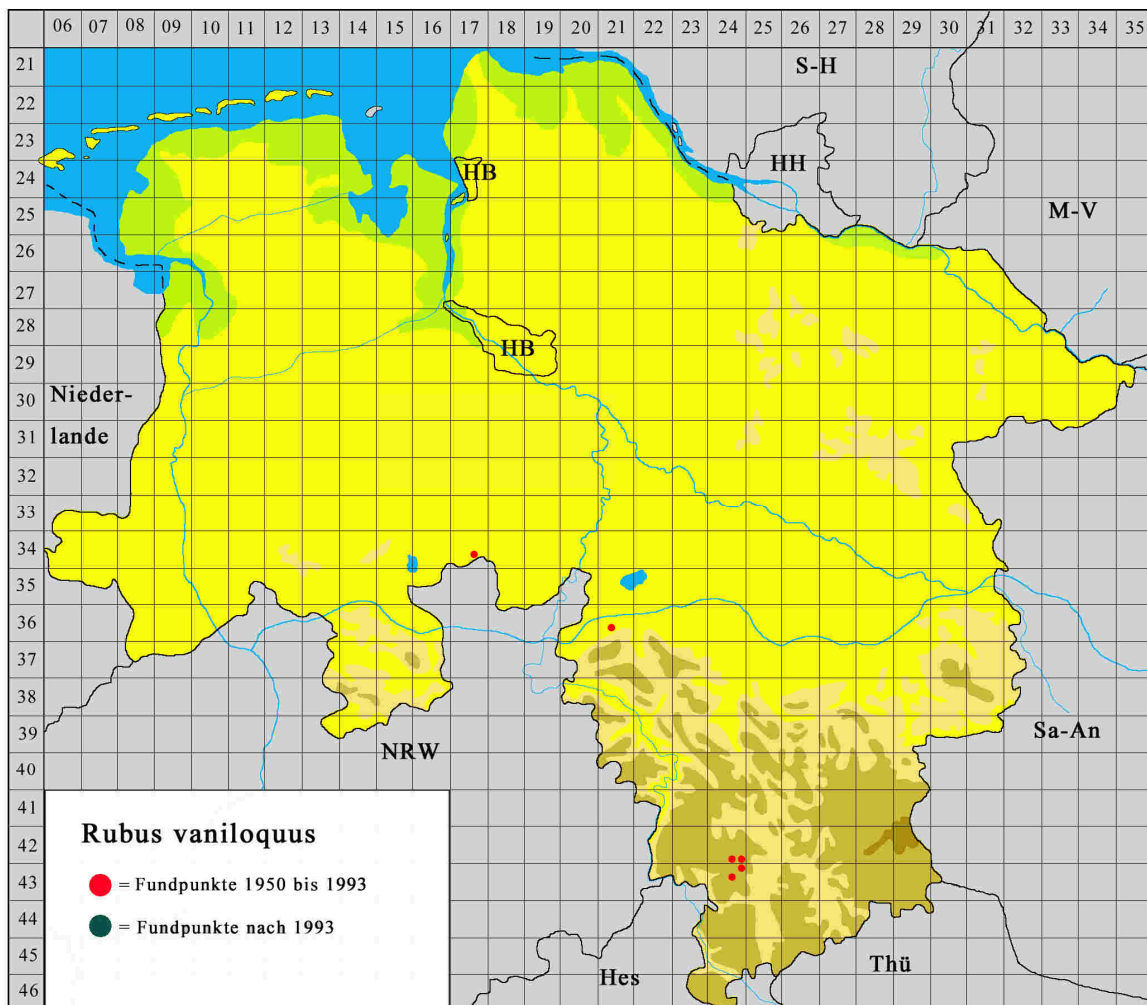 06 07 08 09 10 11 12 13 14 15 16 17 18 19 20 21 22 23 24 25 26 27 28 29 30 31 32 33 34 35
21
S-H
22
23
HB
HH
24
25
M-V
26
27
28
HB
29
Nieder-
30
lande
31
32
33
34
35
36
37
38
39
NRW
Sa-An
40
41
42
43
44
45
Hes
Thü
46
Rubus vaniloquus
= Fundpunkte 1950 bis 1993
= Fundpunkte nach 1993